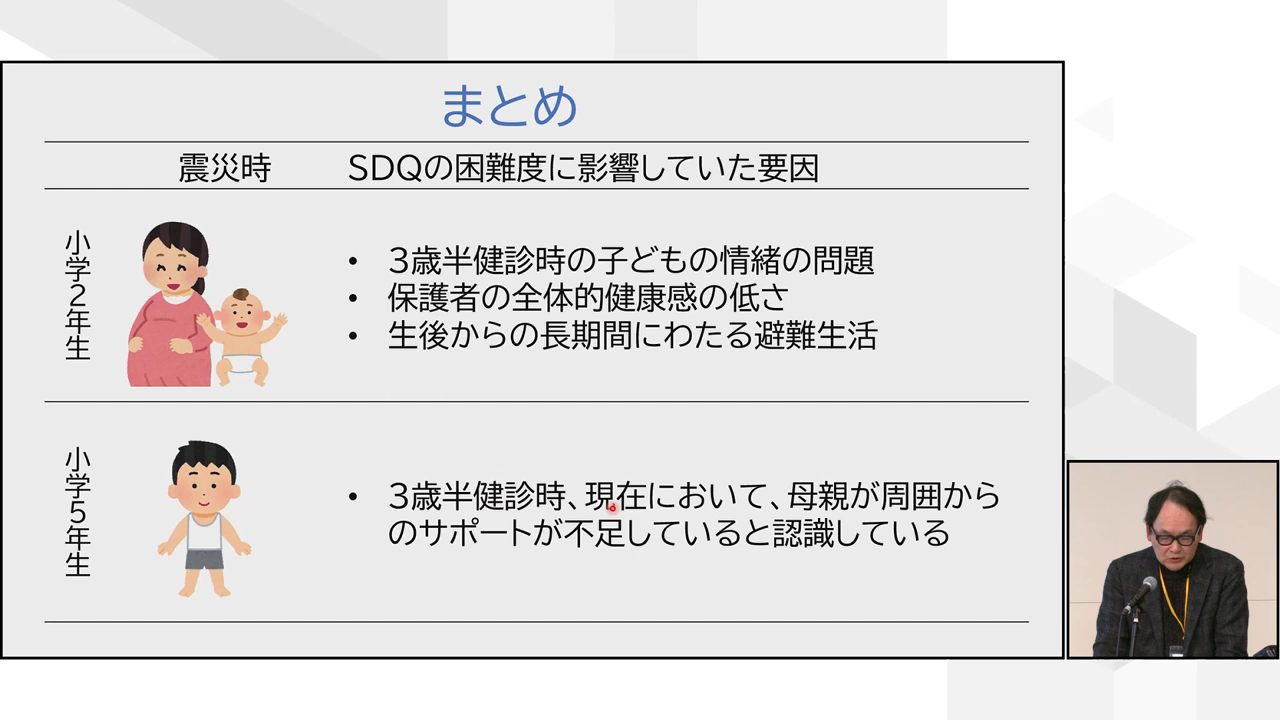 まとめ
震災時 SDQの困難度に影響していた要因
小学2年生
• 3歳半健診時の子どもの情緒の問題
• 保護者の全体的健康感の低さ
• 生後からの長期間にわたる避難生活
小学5年生
• 3歳半健診時、現在において、母親が周囲から
のサポートが不足していると認識している